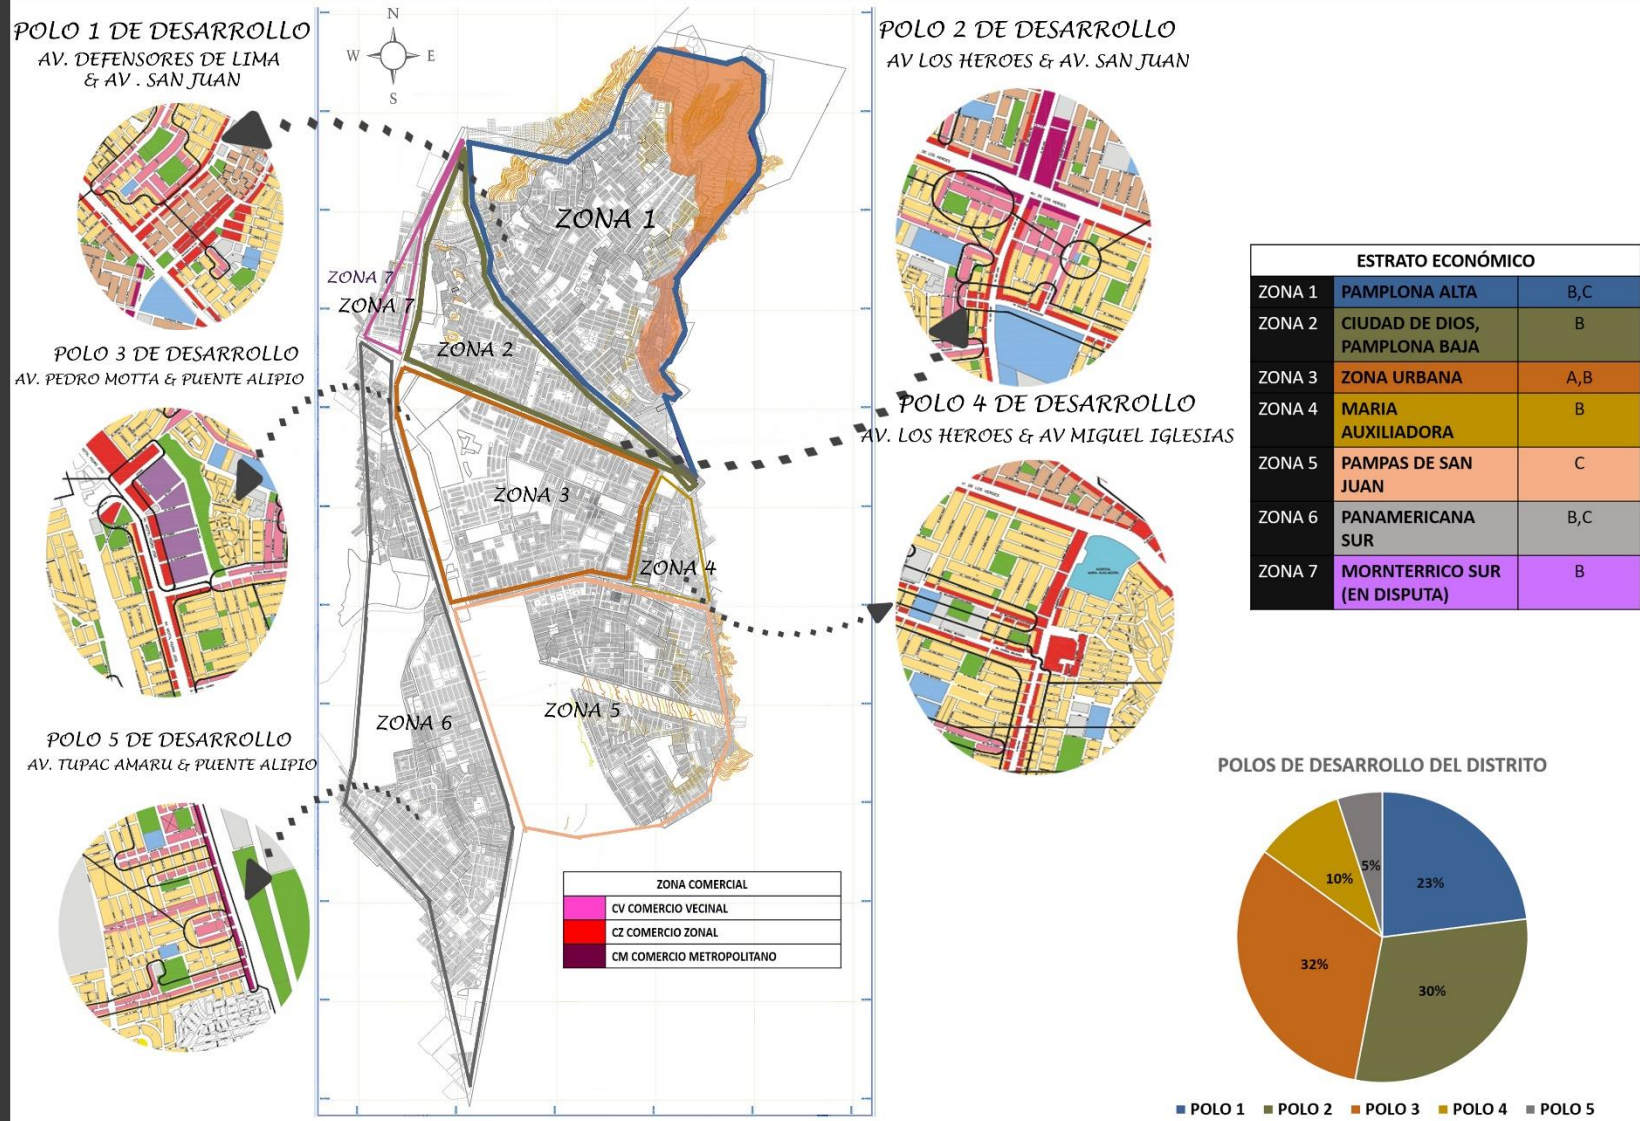 POLO 1 DE DESARROLLO
AV. DEFENSORES DE LIMA
& AV . SAN JUAN
N
W
E
S
POLO 2 DE DESARROLLO
AV LOS HEROES & AV. SAN JUAN
ZONA 1
ZONA 7
ZONA 7
ZONA 2
POLO 3 DE DESARROLLO
AV. PEDRO MOTTA & PUENTE ALIPIO
POLO 4 DE DESARROLLO
AV. LOS HEROES & AV MIGUEL IGLESIAS
ZONA 3
ZONA 4
ZONA 6
ZONA 5
POLO 5 DE DESARROLLO
AV. TUPAC AMARU & PUENTE ALIPIO
ESTRATO ECONÓMICO
ZONA 1 PAMPLONA ALTA B,C
ZONA 2 CIUDAD DE DIOS, B
PAMPLONA BAJA
ZONA 3 ZONA URBANA A,B
ZONA 4 MARIA B
AUXILIADORA
ZONA 5 PAMPAS DE SAN C
JUAN
ZONA 6 PANAMERICANA B,C
SUR
ZONA 7 MORNTERRICO SUR B
(EN DISPUTA)
ZONA COMERCIAL
CV COMERCIO VECINAL
CZ COMERCIO ZONAL
CM COMERCIO METROPOLITANO
POLOS DE DESARROLLO DEL DISTRITO
5%
10%
23%
32%
30%
POLO 1 POLO 2 POLO 3 POLO 4 POLO 5